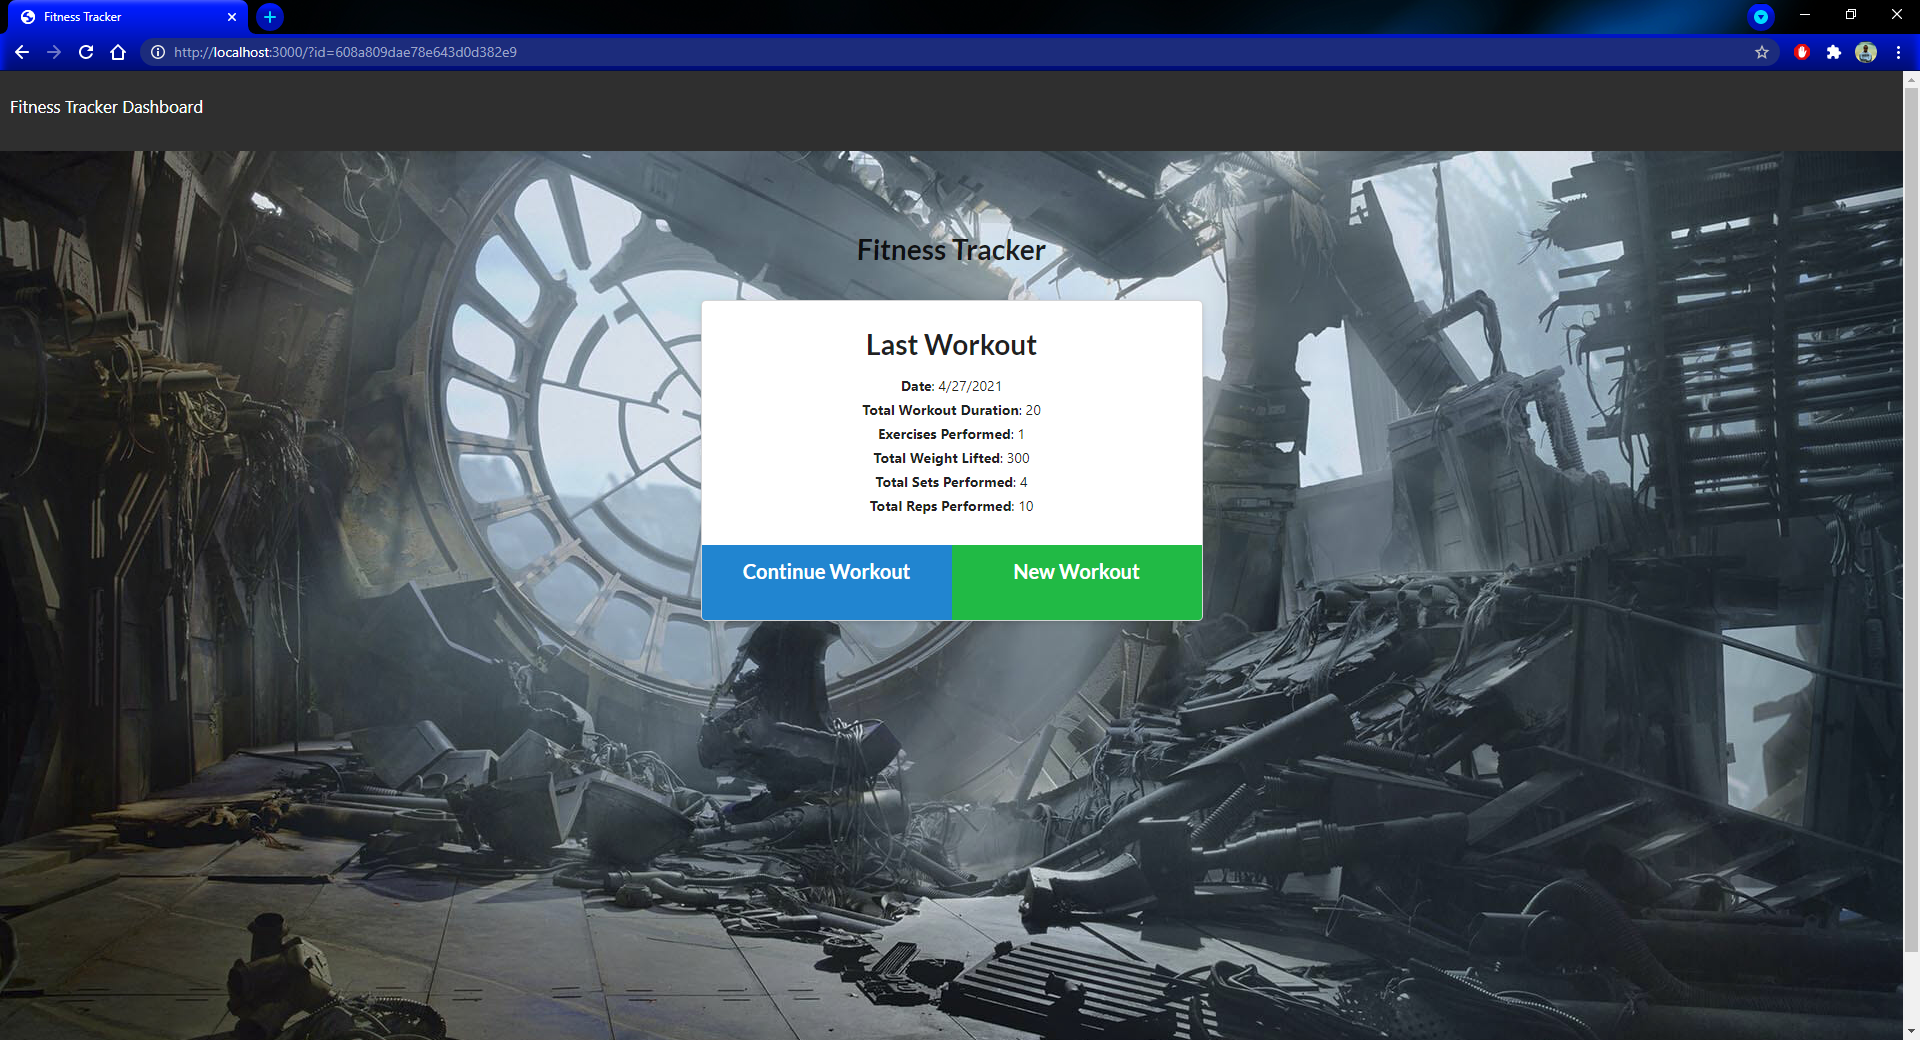 Fitness Tracker
http://localhost:3000/?id=608a809dae78e643d0d382e9
Fitness Tracker Dashboard
Fitness Tracker
Last Workout
Date: 4/27/2021
Total Workout Duration: 20
Exercises Performed: 1
Total Weight Lifted: 300
Total Sets Performed: 4
Total Reps Performed: 10
Continue Workout
New Workout